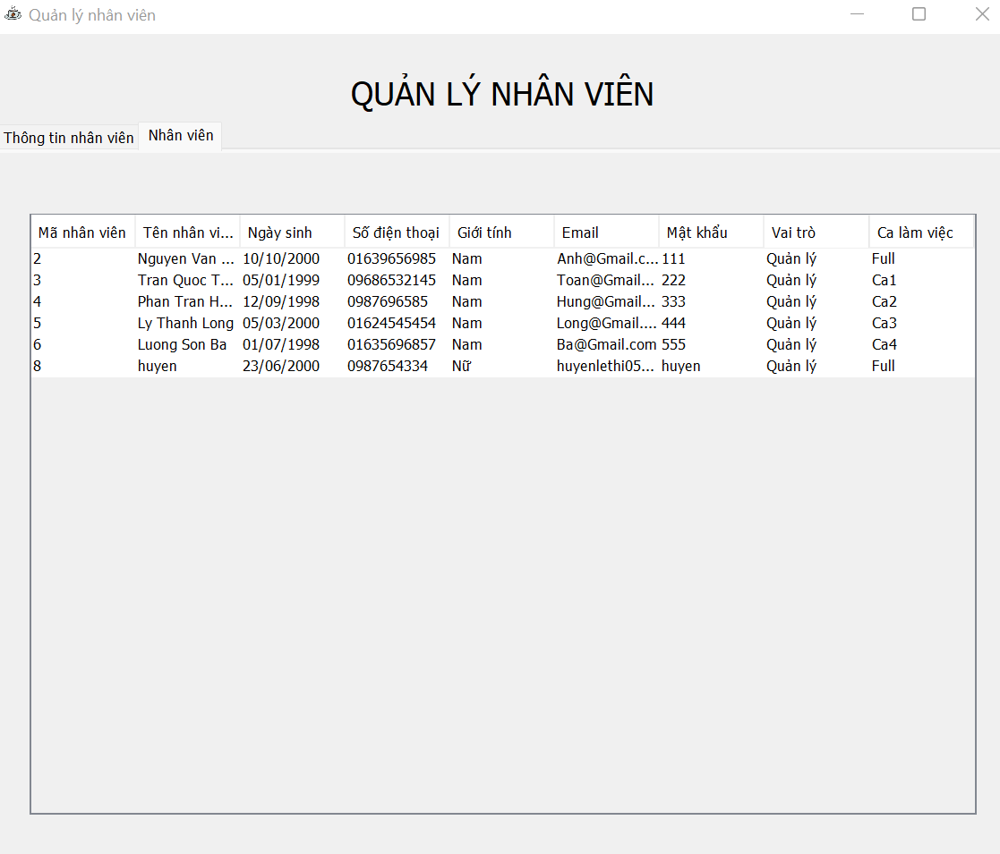 Quản lý nhân viên
QUẢN LÝ NHÂN VIÊN
Thông tin nhân viên Nhân viên
Mã nhân viên Tên nhân vi... Ngày sinh Số điện thoại Giới tính Email Mật khẩu Vai trò Ca làm việc
2 Nguyen Van ... 10/10/2000 01639656985 Nam Anh@Gmail.c... 111 Quản lý Full
3 Tran Quoc T... 05/01/1999 09686532145 Nam Toan@Gmail... 222 Quản lý Ca1
4 Phan Tran H... 12/09/1998 0987696585 Nam Hung@Gmail... 333 Quản lý Ca2
5 Ly Thanh Long 05/03/2000 01624545454 Nam Long@Gmail.... 444 Quản lý Ca3
6 Luong Son Ba 01/07/1998 01635696857 Nam Ba@Gmail.com 555 Quản lý Ca4
8 huyen 23/06/2000 0987654334 Nữ huyenlethi05... huyen Quản lý Full